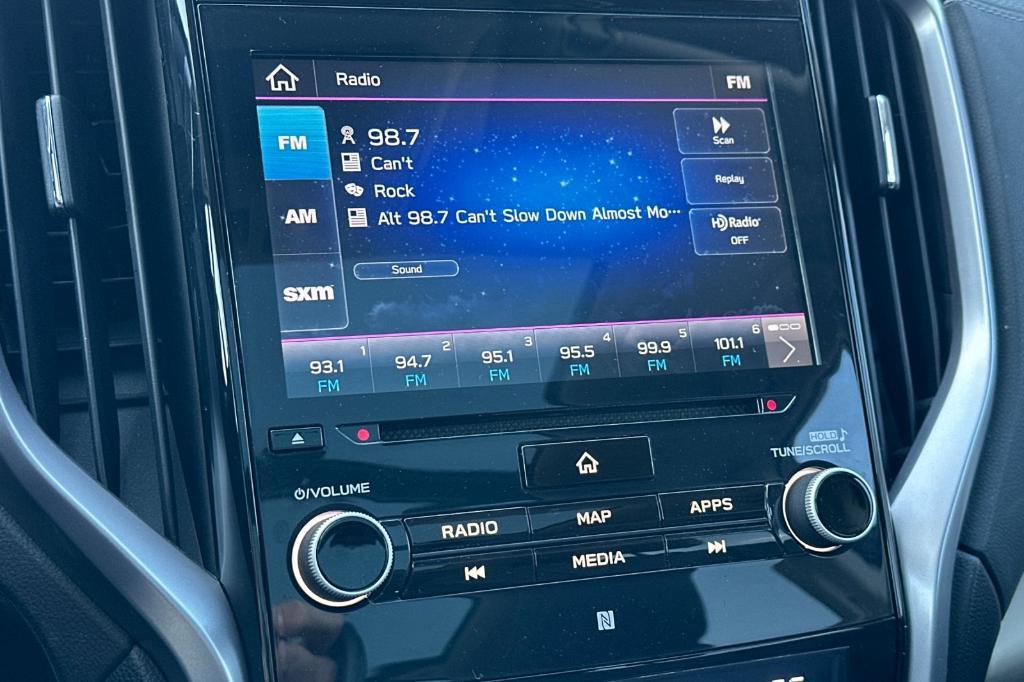 Radio FM
FM
AM
sxm
98.7
Can't
Rock
Alt 98.7 Can't Slow Down Almost Mo...
Sound
Scan
Replay
HD Radio
OFF
1 2 3 4 5 6
93.1 94.7 95.1 95.5 99.9 101.1
FM FM FM FM FM FM
HOLD
TUNE/SCROLL
/VOLUME
RADIO MAP APPS
MEDIA
N